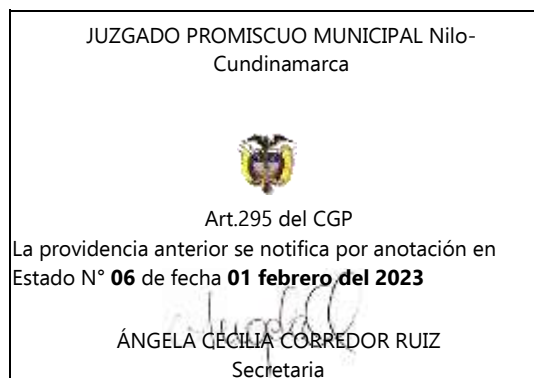 JUZGADO PROMISCUO MUNICIPAL Nilo-
Cundinamarca
Art.295 del CGP
La providencia anterior se notifica por anotación en
Estado N° 06 de fecha 01 febrero del 2023
ÁNGELA CECILIA CORREDOR RUIZ
Secretaria